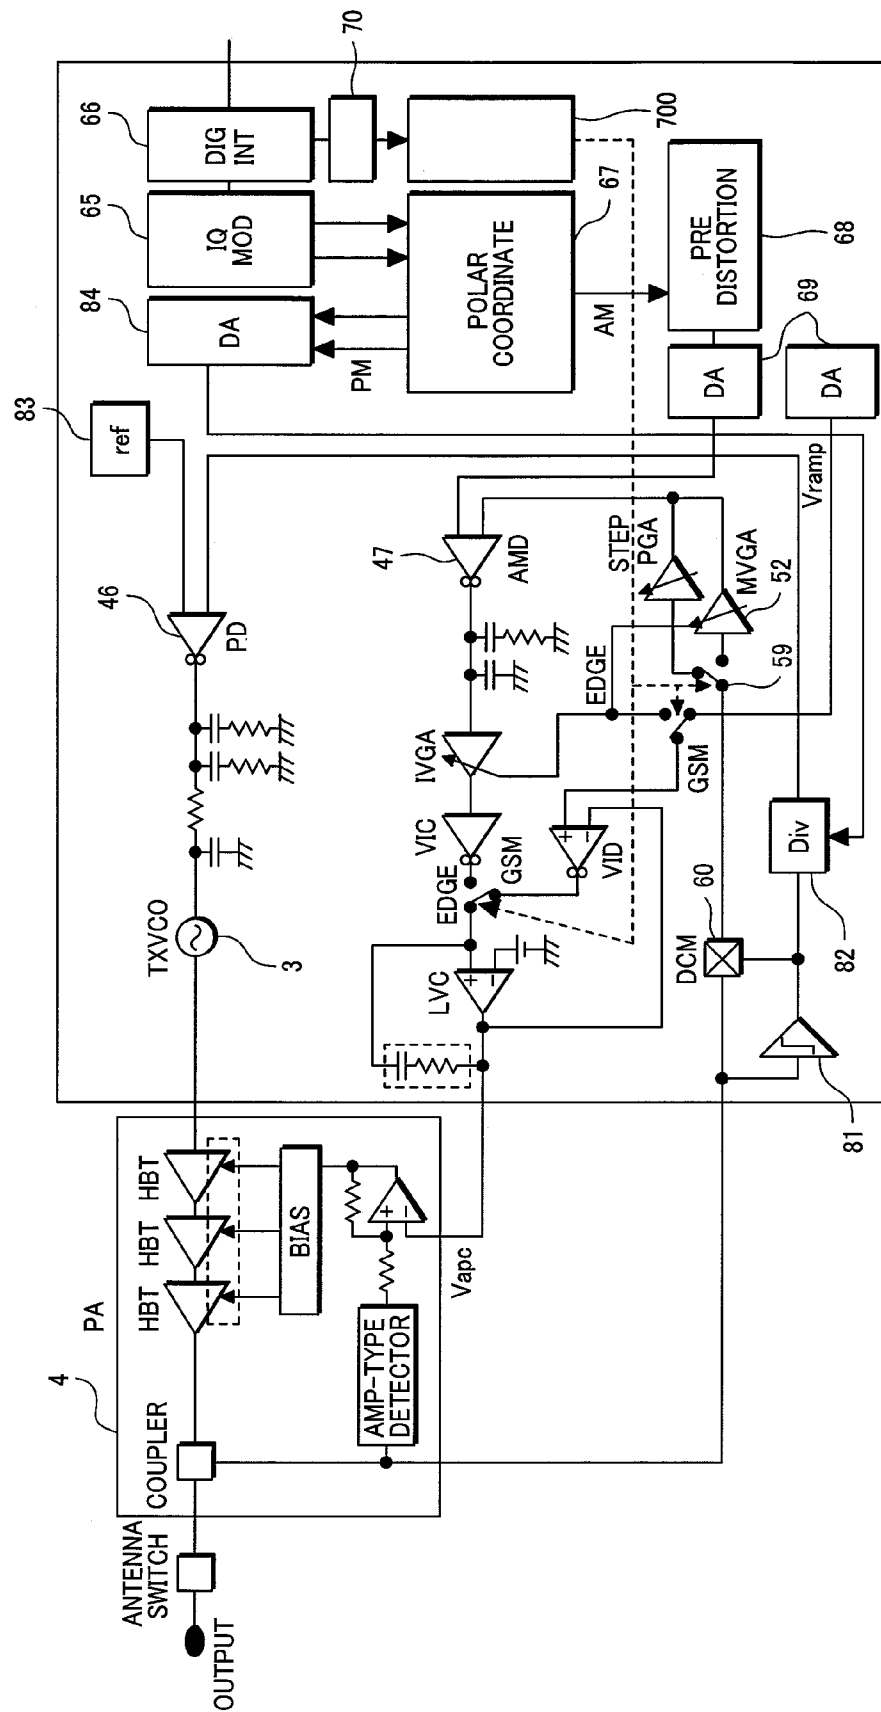 66
DIG
INT
70
700
65
IQ
MOD
84
DA
PM
POLAR
COORDINATE
67
AM
PRE
DISTORTION
68
69
DA
DA
83
ref
Vramp
46
PD
47
AMD
STEP
PGA
MVGA
52
59
EDGE
GSM
IVGA
VIC
EDGE
GSM
VID
+
−
LVC
+
−
DCM
60
Div
82
81
TXVCO
3
PA
4
HBT
HBT
HBT
BIAS
+
−
Vapc
AMP-TYPE
DETECTOR
COUPLER
ANTENNA
SWITCH
OUTPUT